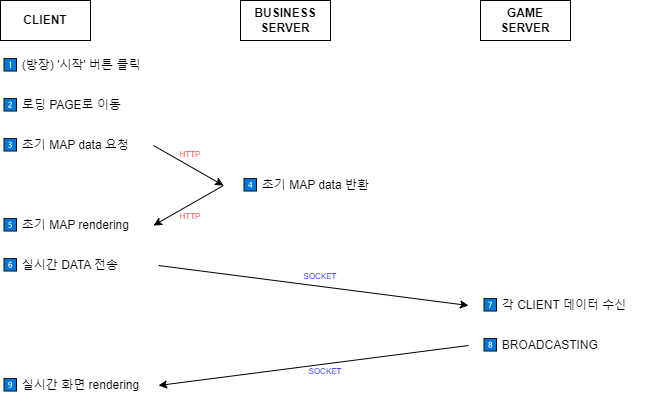 CLIENT
BUSINESS
SERVER
GAME
SERVER
1 (방장) '시작' 버튼 클릭
2 로딩 PAGE로 이동
3 초기 MAP data 요청
HTTP
4 초기 MAP data 반환
HTTP
5 초기 MAP rendering
6 실시간 DATA 전송
SOCKET
7 각 CLIENT 데이터 수신
8 BROADCASTING
SOCKET
9 실시간 화면 rendering